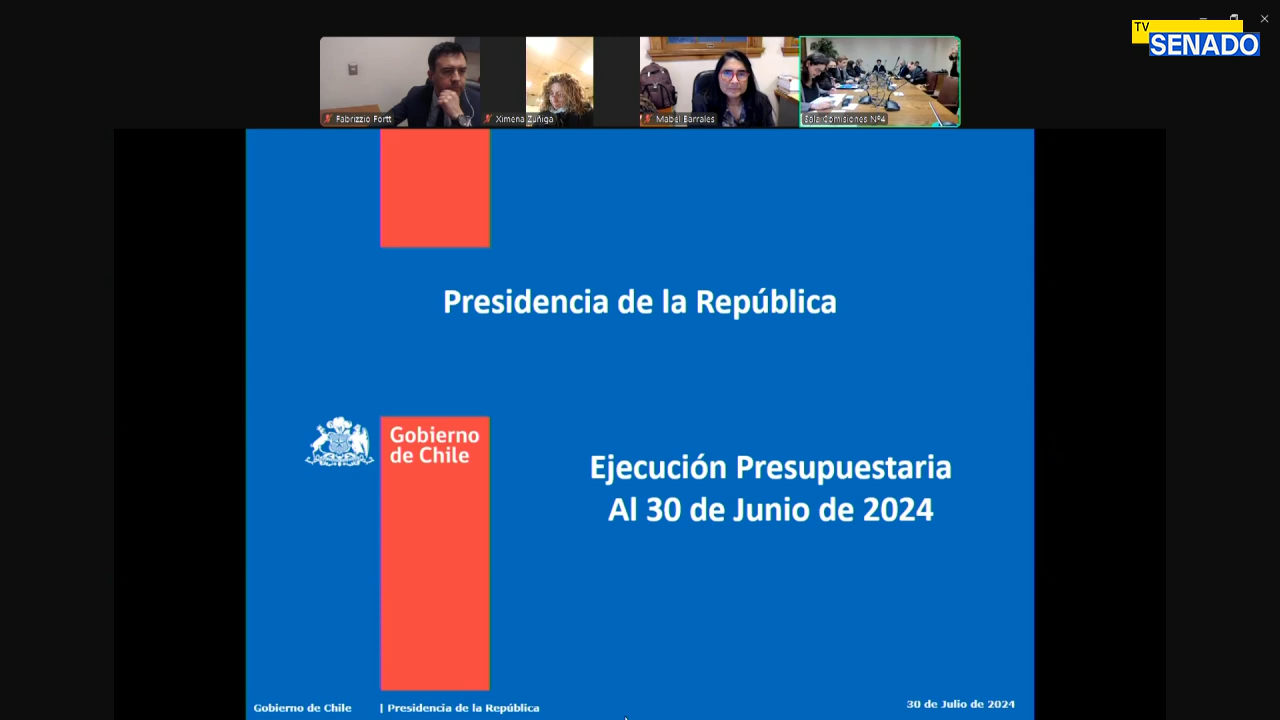 TV
SENADO
Fabrizzio Fortt
Ximena Zuñiga
Mabel Barrales
Sala Comisiones Nº4
Presidencia de la República
Gobierno
de Chile
Ejecución Presupuestaria
Al 30 de Junio de 2024
Gobierno de Chile | Presidencia de la República
30 de Julio de 2024